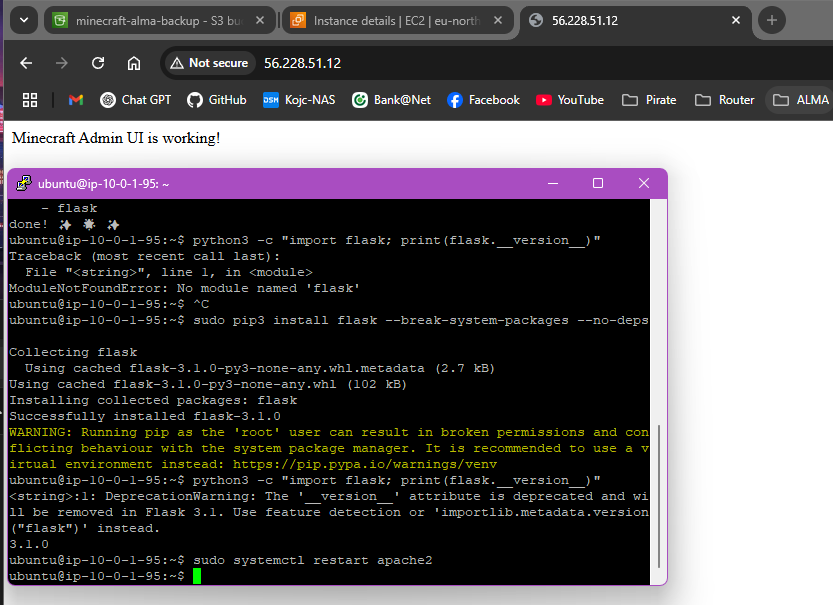 minecraft-alma-backup - S3 bu
Instance details | EC2 | eu-north
56.228.51.12
Not secure
56.228.51.12
Chat GPT
GitHub
DSM
Kojc-NAS
Bank@Net
Facebook
YouTube
Pirate
Router
ALMA
Minecraft Admin UI is working!
ubuntu@ip-10-0-1-95: ~
- flask
done! ✨ 🌟 ✨
ubuntu@ip-10-0-1-95:~$ python3 -c "import flask; print(flask.__version__)"
Traceback (most recent call last):
File "<string>", line 1, in <module>
ModuleNotFoundError: No module named 'flask'
ubuntu@ip-10-0-1-95:~$ ^C
ubuntu@ip-10-0-1-95:~$ sudo pip3 install flask --break-system-packages --no-deps
Collecting flask
Using cached flask-3.1.0-py3-none-any.whl.metadata (2.7 kB)
Using cached flask-3.1.0-py3-none-any.whl (102 kB)
Installing collected packages: flask
Successfully installed flask-3.1.0
WARNING: Running pip as the 'root' user can result in broken permissions and con
flicting behaviour with the system package manager. It is recommended to use a v
irtual environment instead: https://pip.pypa.io/warnings/venv
ubuntu@ip-10-0-1-95:~$ python3 -c "import flask; print(flask.__version__)"
<string>:1: DeprecationWarning: The '__version__' attribute is deprecated and wi
ll be removed in Flask 3.1. Use feature detection or 'importlib.metadata.version
("flask")' instead.
3.1.0
ubuntu@ip-10-0-1-95:~$ sudo systemctl restart apache2
ubuntu@ip-10-0-1-95:~$